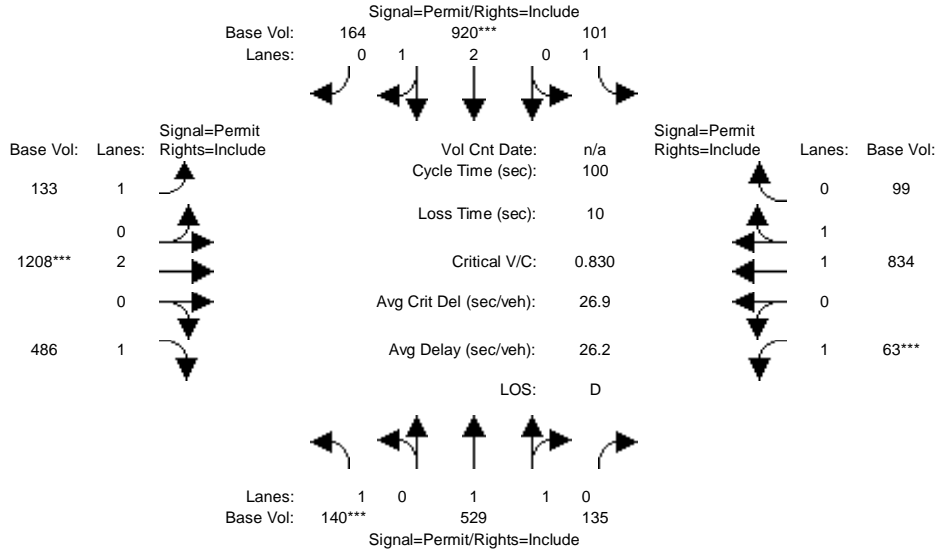 Signal=Permit/Rights=Include
Base Vol: 164 920*** 101
Lanes: 0 1 2 0 1
Signal=Permit
Base Vol: Lanes: Rights=Include
Vol Cnt Date: n/a
Signal=Permit
Rights=Include Lanes: Base Vol:
Cycle Time (sec): 100
133 1
0 99
Loss Time (sec): 10
0
1
1208*** 2
Critical V/C: 0.830
1 834
0
Avg Crit Del (sec/veh): 26.9
0
486 1
Avg Delay (sec/veh): 26.2
1 63***
LOS: D
Lanes: 1 0 1 1 0
Base Vol: 140*** 529 135
Signal=Permit/Rights=Include